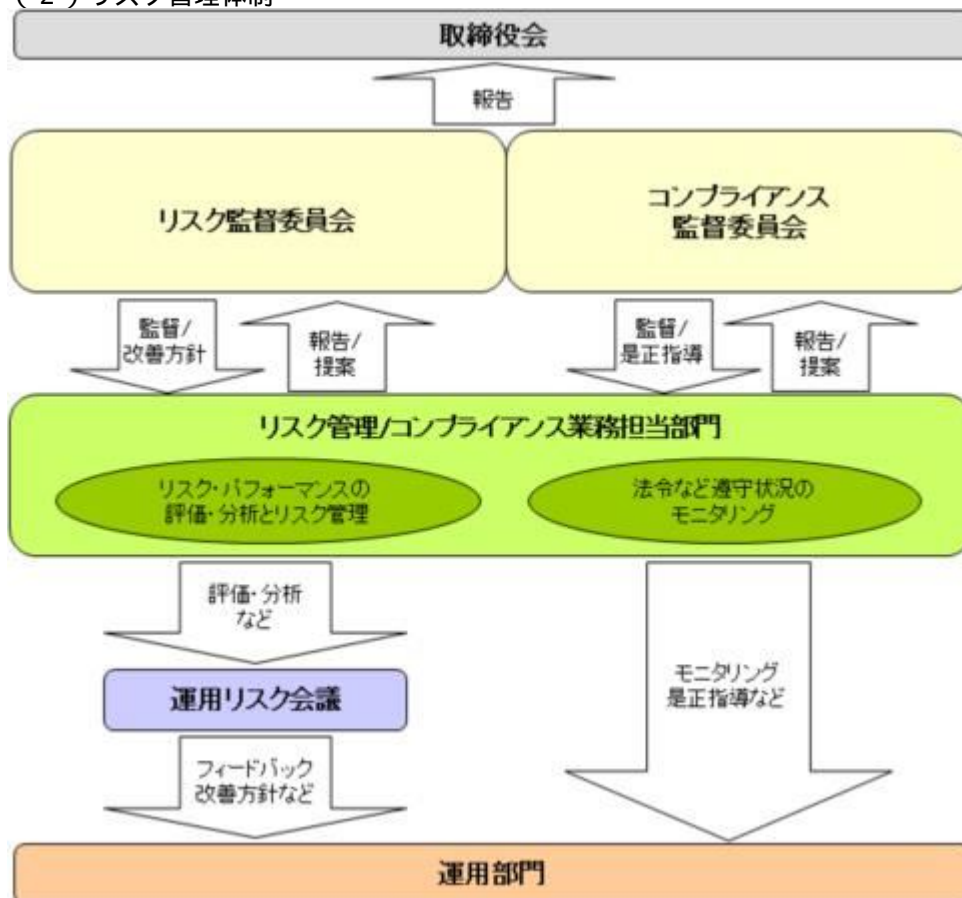 (2)リスク管理体制
取締役会
報告
リスク監督委員会
コンプライアンス
監督委員会
監督/
改善方針
報告/
提案
監督/
是正指導
報告/
提案
リスク管理/コンプライアンス業務担当部門
リスク・パフォーマンスの
評価・分析とリスク管理
法令など遵守状況の
モニタリング
評価・分析
など
運用リスク会議
モニタリング
是正指導など
フィードバック
改善方針など
運用部門